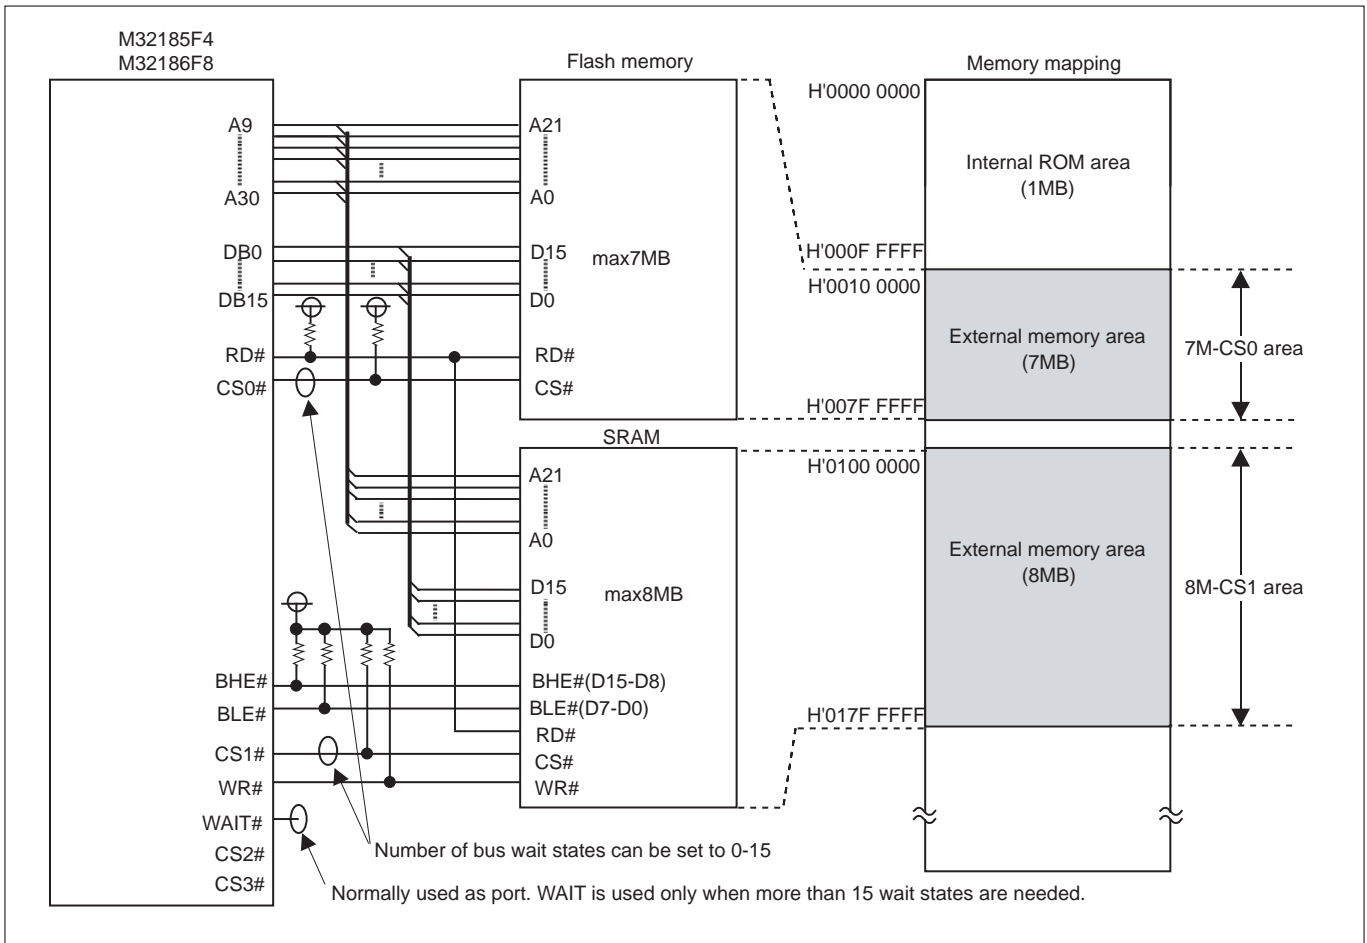 M32185F4
M32186F8
A9
A30
DB0
DB15
RD#
CS0#
BHE#
BLE#
CS1#
WR#
WAIT#
CS2#
CS3#
Flash memory
A21
A0
D15
max7MB
D0
RD#
CS#
SRAM
A21
A0
D15
max8MB
D0
BHE#(D15-D8)
BLE#(D7-D0)
RD#
CS#
WR#
Number of bus wait states can be set to 0-15
Normally used as port. WAIT is used only when more than 15 wait states are needed.
Memory mapping
H'0000 0000
Internal ROM area
(1MB)
H'000F FFFF
H'0010 0000
External memory area
(7MB)
7M-CS0 area
H'007F FFFF
H'0100 0000
External memory area
(8MB)
8M-CS1 area
H'017F FFFF